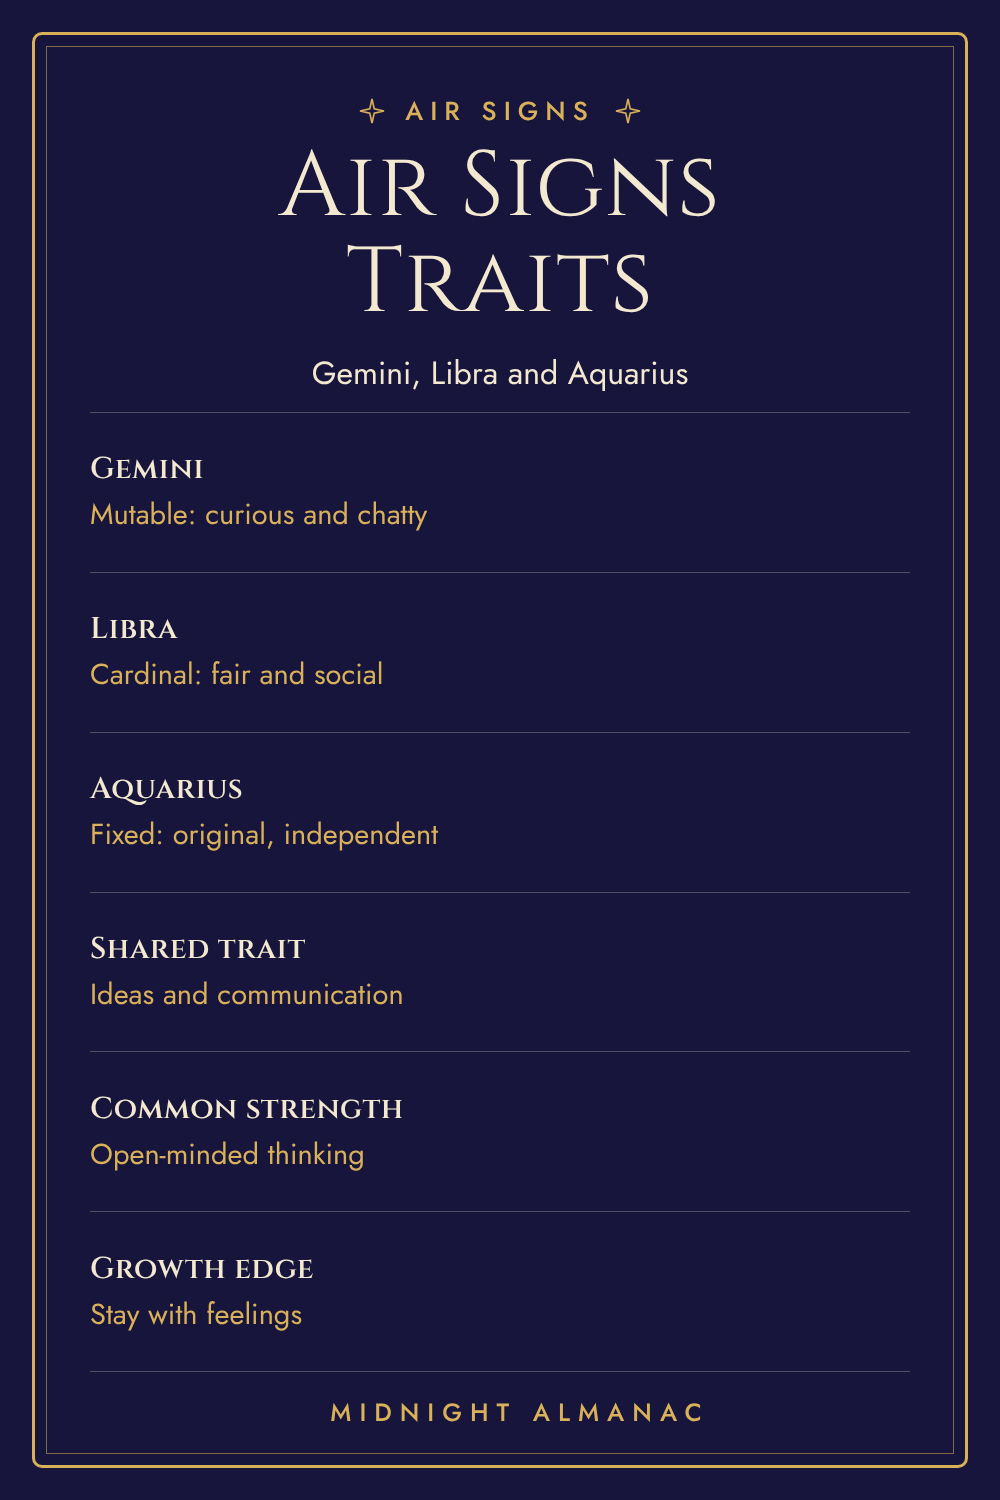 AIR SIGNS
Air Signs
Traits
Gemini, Libra and Aquarius
Gemini
Mutable: curious and chatty
Libra
Cardinal: fair and social
Aquarius
Fixed: original, independent
Shared trait
Ideas and communication
Common strength
Open-minded thinking
Growth edge
Stay with feelings
MIDNIGHT ALMANAC